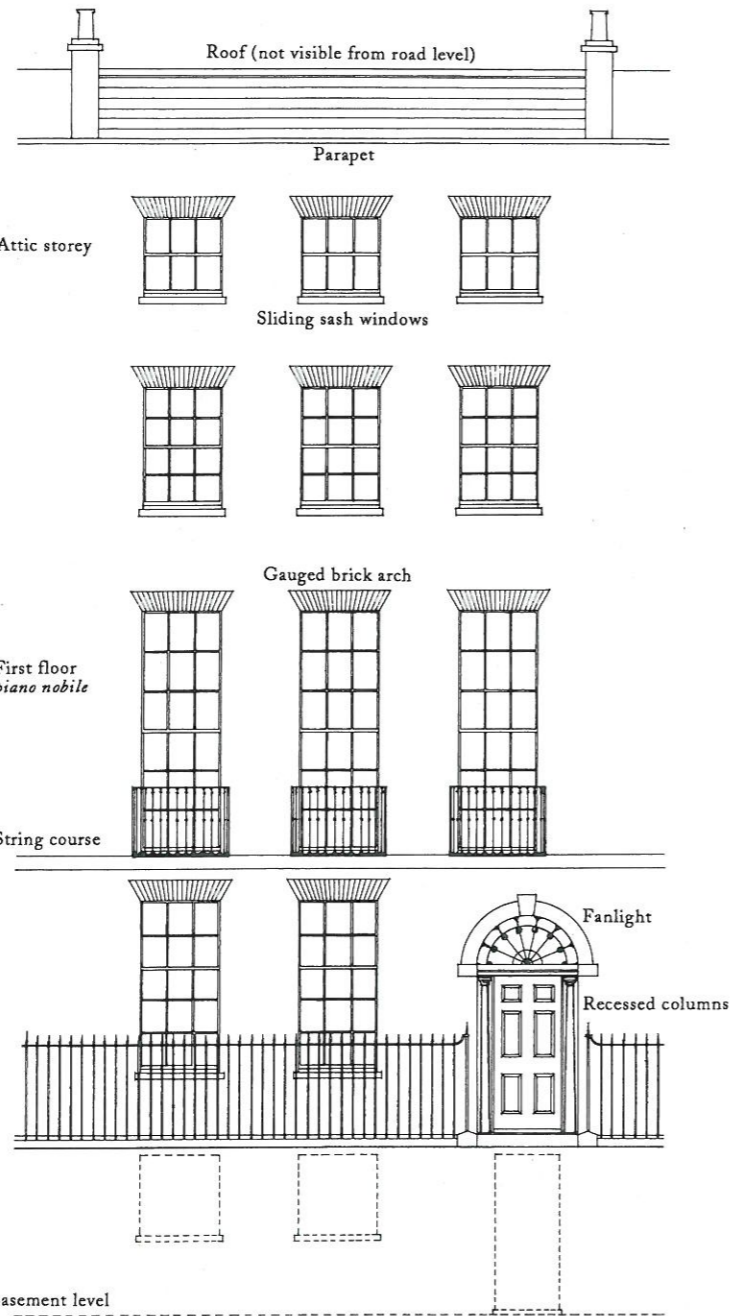 Roof (not visible from road level)
Parapet
Attic storey
Sliding sash windows
Gauged brick arch
First floor
piano nobile
String course
Fanlight
Recessed columns
asement level